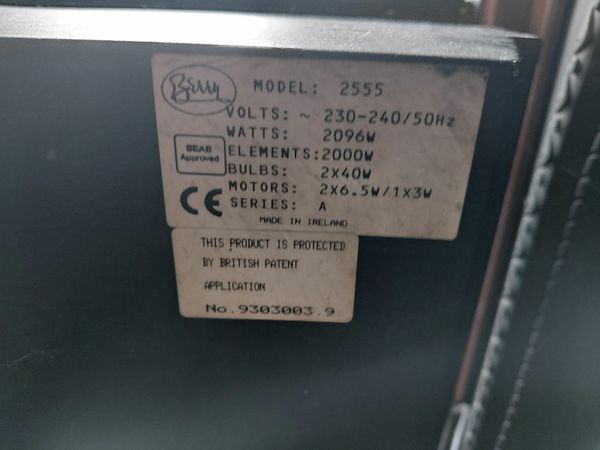 Berry MODEL: 2555
VOLTS: ~ 230-240/50Hz
WATTS: 2096W
BEAB Approved
ELEMENTS:2000W
BULBS: 2X40W
MOTORS: 2X6.5W/1X3W
CE
SERIES: A
MADE IN IRELAND
THIS PRODUCT IS PROTECTED
BY BRITISH PATENT
APPLICATION
No.9303003.9